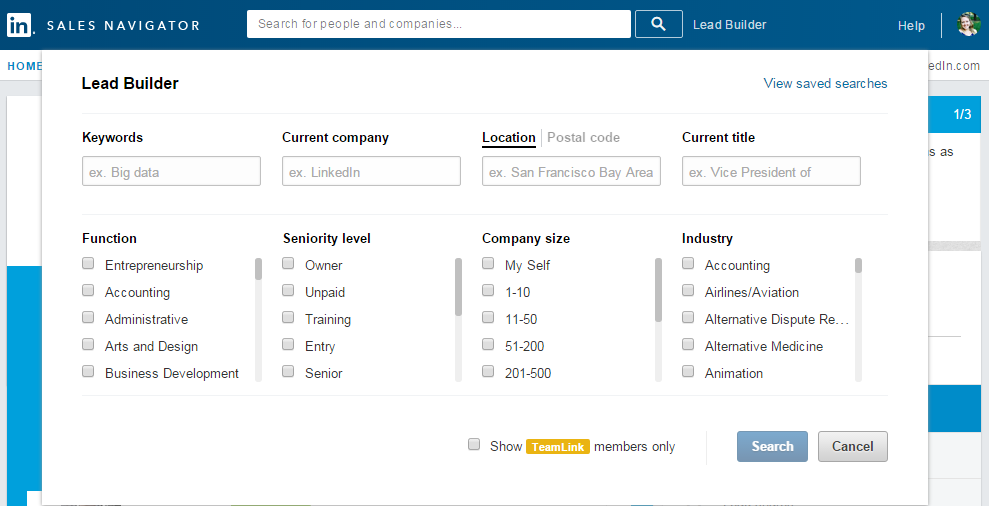 in. SALES NAVIGATOR Search for people and companies... Lead Builder Help
HOME edIn.com
Lead Builder View saved searches
1/3
Keywords Current company Location Postal code Current title
s as
ex. Big data ex. LinkedIn ex. San Francisco Bay Area ex. Vice President of
Function Seniority level Company size Industry
Entrepreneurship Owner My Self Accounting
Accounting Unpaid 1-10 Airlines/Aviation
Administrative Training 11-50 Alternative Dispute Re...
Arts and Design Entry 51-200 Alternative Medicine
Business Development Senior 201-500 Animation
Show TeamLink members only Search Cancel